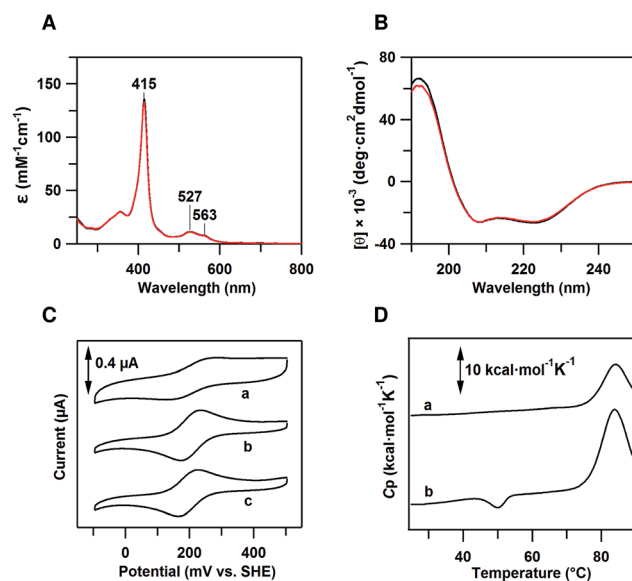 A
150
100
50
0
ε (mM⁻¹cm⁻¹)
415
527
563
400
600
800
Wavelength (nm)
B
60
40
0
-40
[θ] × 10⁻³ (deg·cm²dmol⁻¹)
200
220
240
Wavelength (nm)
C
0.4 µA
a
b
c
Current (µA)
0
200
400
Potential (mV vs. SHE)
D
10 kcal·mol⁻¹K⁻¹
a
b
Cp (kcal·mol⁻¹K⁻¹)
40
60
80
Temperature (°C)